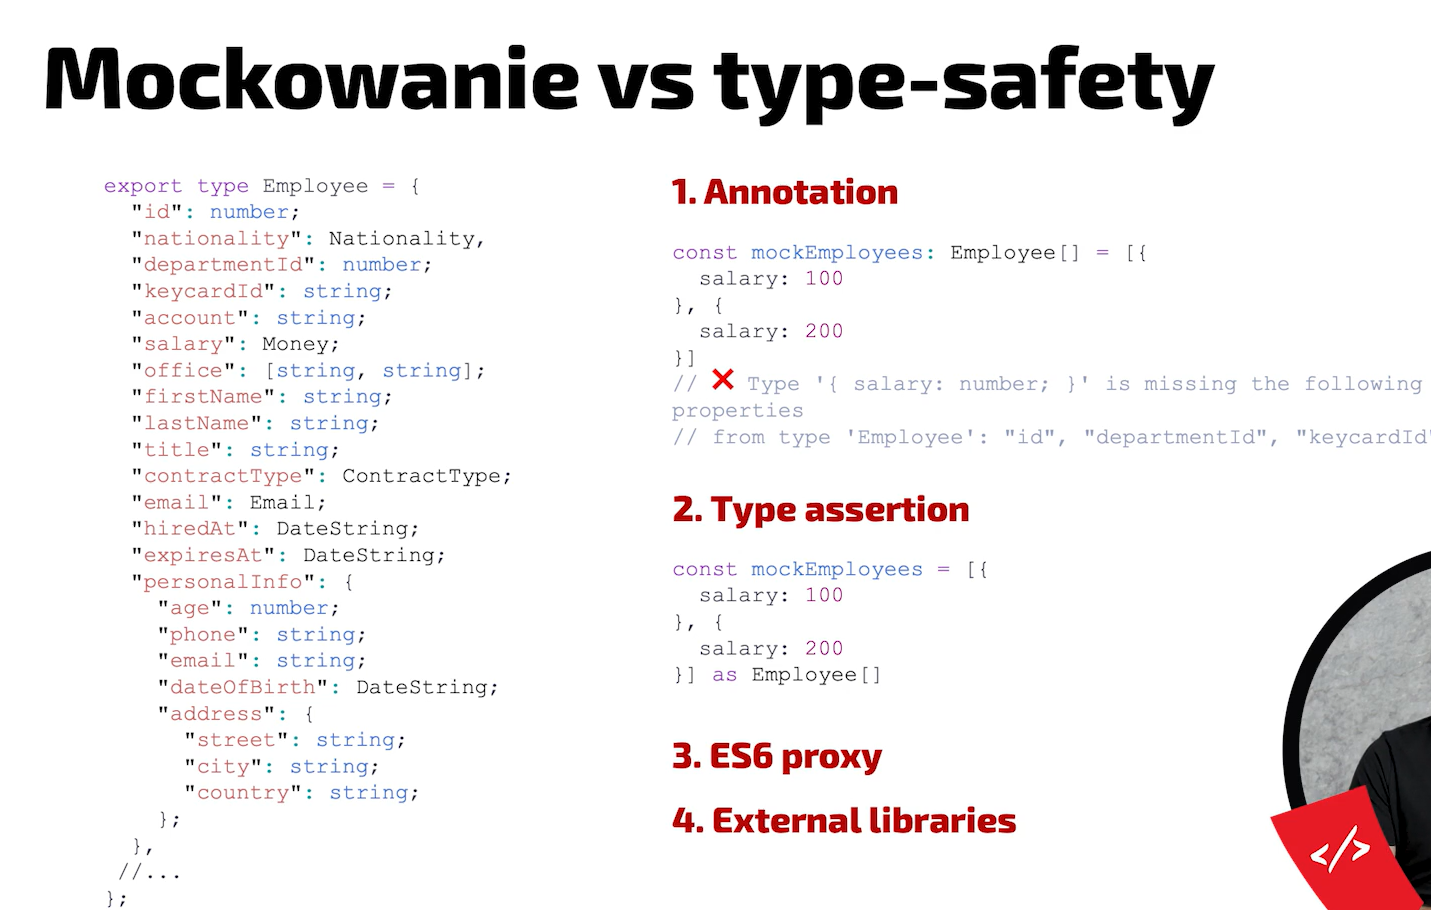 Mockowanie vs type-safety
export type Employee = {
"id": number;
"nationality": Nationality,
"departmentId": number;
"keycardId": string;
"account": string;
"salary": Money;
"office": [string, string];
"firstName": string;
"lastName": string;
"title": string;
"contractType": ContractType;
"email": Email;
"hiredAt": DateString;
"expiresAt": DateString;
"personalInfo": {
"age": number;
"phone": string;
"email": string;
"dateOfBirth": DateString;
"address": {
"street": string;
"city": string;
"country": string;
};
},
//...
};
1. Annotation
const mockEmployees: Employee[] = [{
salary: 100
}, {
salary: 200
}]
// ❌ Type '{ salary: number; }' is missing the following
properties
// from type 'Employee': "id", "departmentId", "keycardId"
2. Type assertion
const mockEmployees = [{
salary: 100
}, {
salary: 200
}] as Employee[]
3. ES6 proxy
4. External libraries
</>